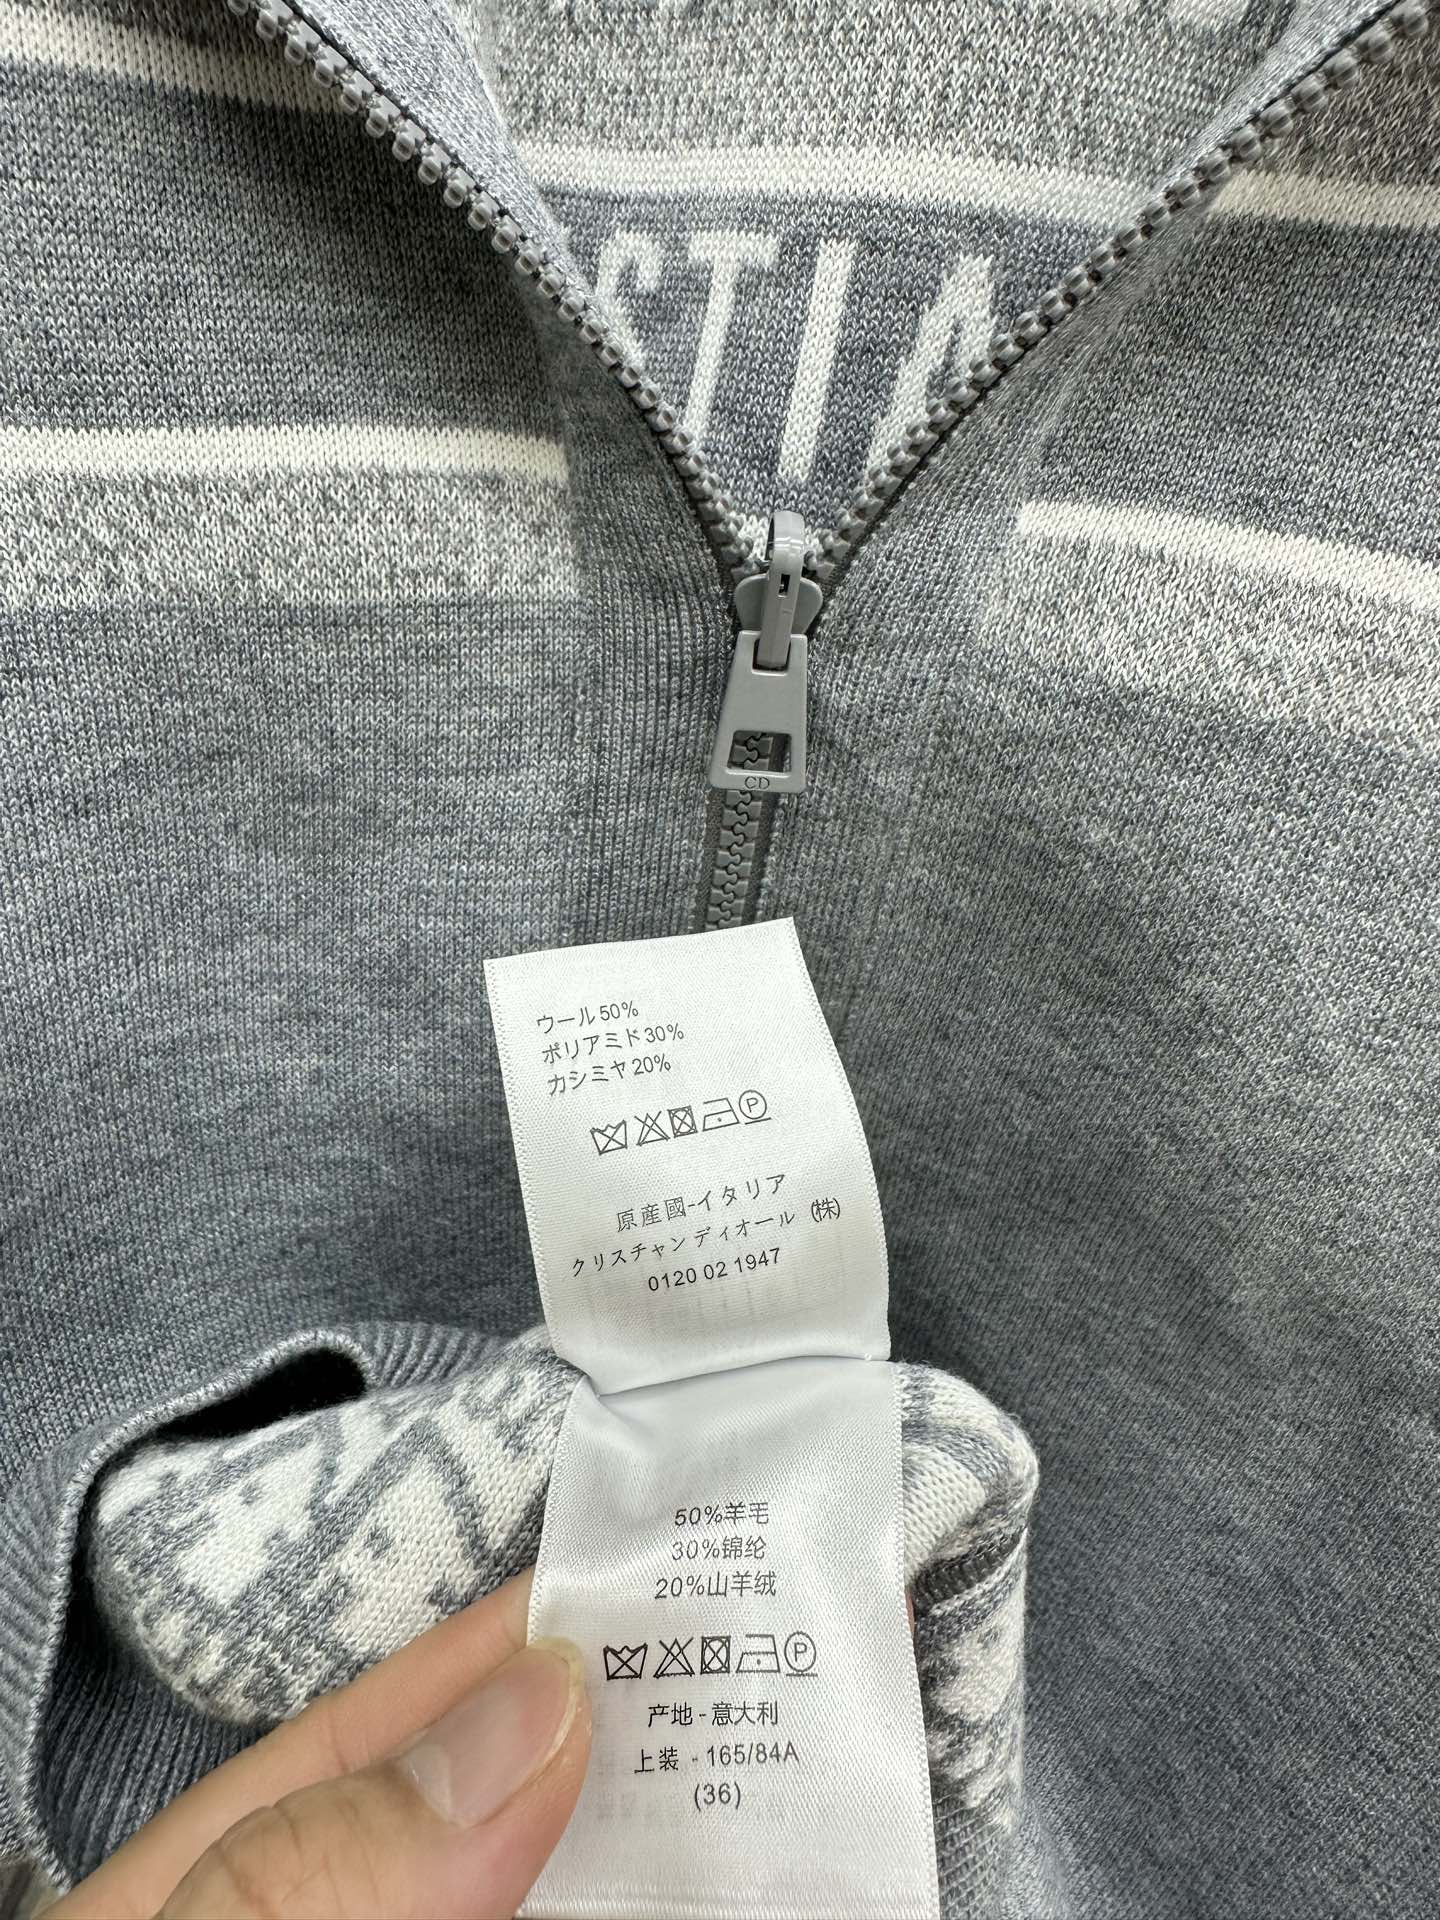 STIA
CD
ウール50%
ポリアミド30%
カシミヤ20%
P
原産國-イタリア
クリスチャン ディオール (株)
0120 02 1947
50%羊毛
30%锦纶
20%山羊绒
P
产地-意大利
上装 - 165/84A
(36)